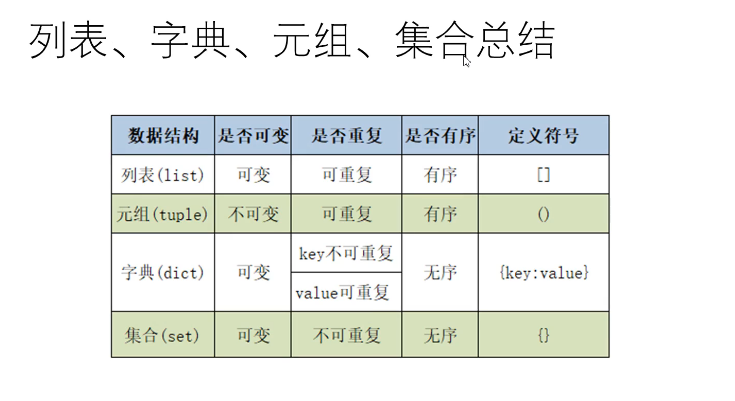 列表、字典、元组、集合总结
数据结构 是否可变 是否重复 是否有序 定义符号
列表(list) 可变 可重复 有序 []
元组(tuple) 不可变 可重复 有序 ()
字典(dict) 可变 key不可重复 无序 {key:value}
value可重复
集合(set) 可变 不可重复 无序 {}